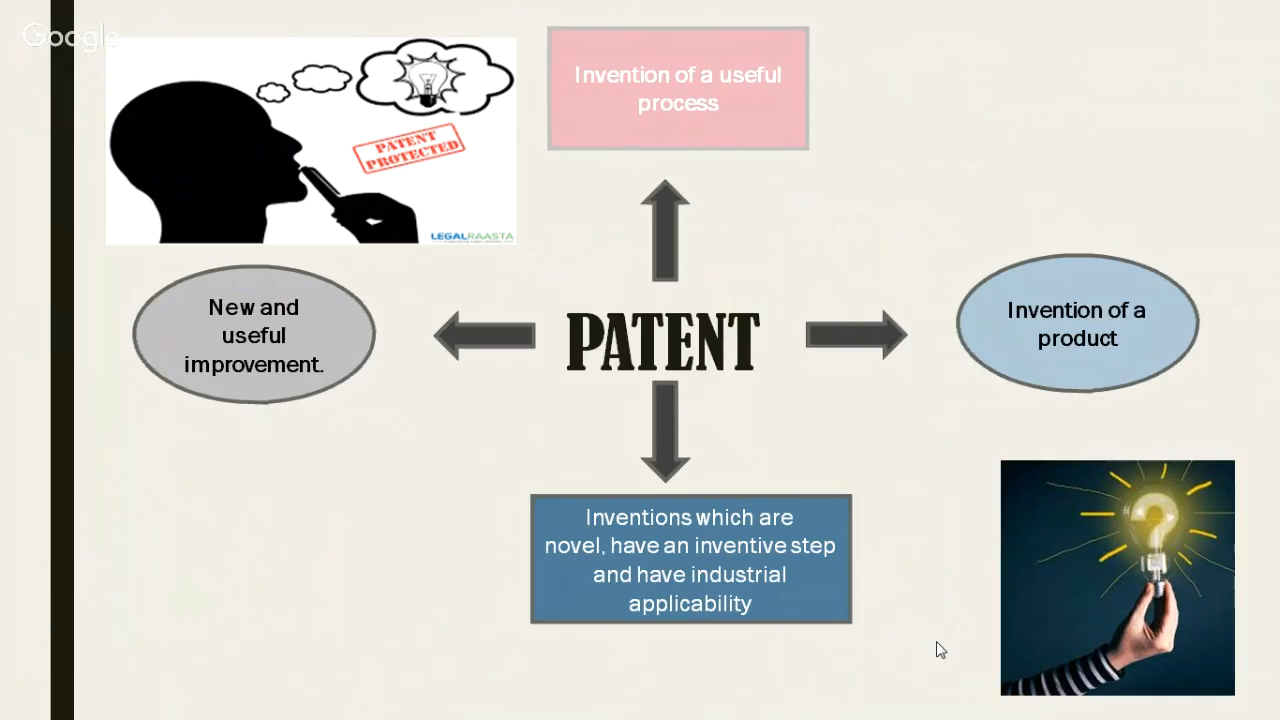 Google
Invention of a useful
process
PATENT
PROTECTED
LEGALRAASTA
New and
useful
improvement.
PATENT
Invention of a
product
Inventions which are
novel, have an inventive step
and have industrial
applicability